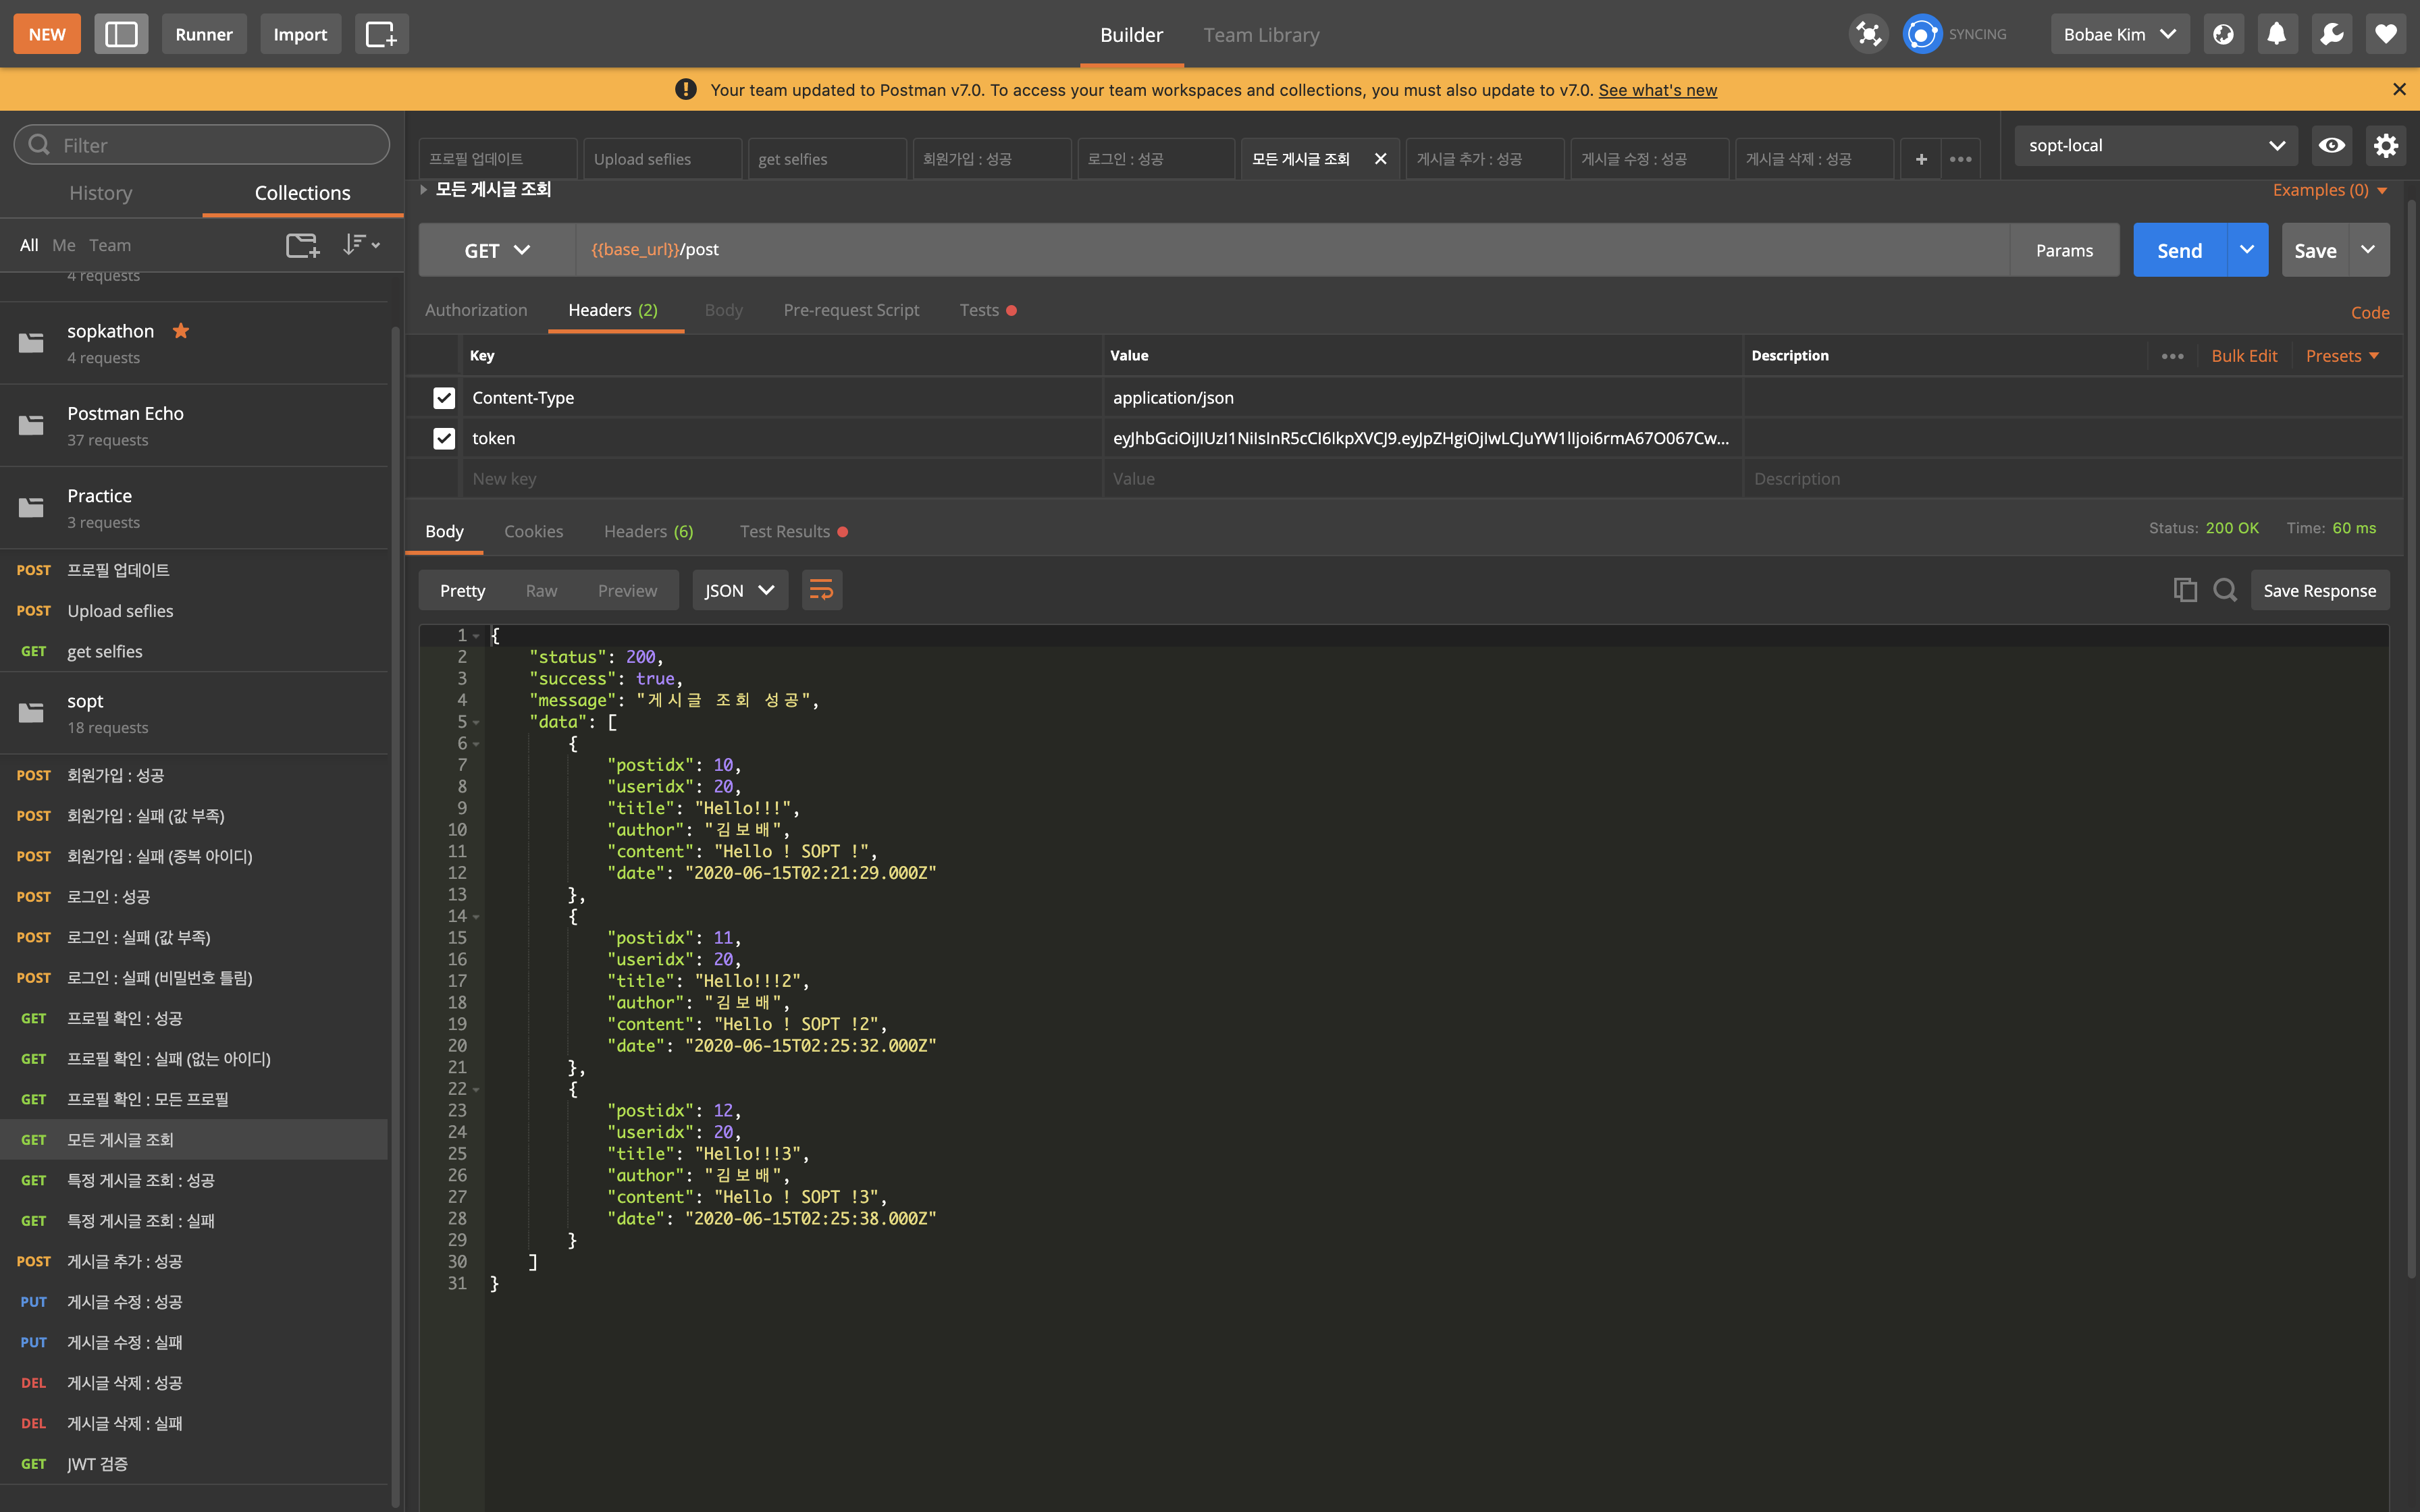 NEW Runner Import Builder Team Library SYNCING Bobae Kim
Your team updated to Postman v7.0. To access your team workspaces and collections, you must also update to v7.0. See what's new
Filter
History Collections
All Me Team
4 requests
sopkathon
4 requests
Postman Echo
37 requests
Practice
3 requests
POST 프로필 업데이트
POST Upload seflies
GET get selfies
sopt
18 requests
POST 회원가입 : 성공
POST 회원가입 : 실패 (값 부족)
POST 회원가입 : 실패 (중복 아이디)
POST 로그인 : 성공
POST 로그인 : 실패 (값 부족)
POST 로그인 : 실패 (비밀번호 틀림)
GET 프로필 확인 : 성공
GET 프로필 확인 : 실패 (없는 아이디)
GET 프로필 확인 : 모든 프로필
GET 모든 게시글 조회
GET 특정 게시글 조회 : 성공
GET 특정 게시글 조회 : 실패
POST 게시글 추가 : 성공
PUT 게시글 수정 : 성공
PUT 게시글 수정 : 실패
DEL 게시글 삭제 : 성공
DEL 게시글 삭제 : 실패
GET JWT 검증
프로필 업데이트 Upload seflies get selfies 회원가입 : 성공 로그인 : 성공 모든 게시글 조회 게시글 추가 : 성공 게시글 수정 : 성공 게시글 삭제 : 성공 sopt-local
모든 게시글 조회 Examples (0)
GET {{base_url}}/post Params Send Save
Authorization Headers (2) Body Pre-request Script Tests Code
Key Value Description Bulk Edit Presets
Content-Type application/json
token
New key Value Description
Body Cookies Headers (6) Test Results Status: 200 OK Time: 60 ms
Pretty Raw Preview JSON Save Response
1 {
2 "status": 200,
3 "success": true,
4 "message": "게시글 조회 성공",
5 "data": [
6 {
7 "postidx": 10,
8 "useridx": 20,
9 "title": "Hello!!!",
10 "author": "김보배",
11 "content": "Hello ! SOPT !",
12 "date": "2020-06-15T02:21:29.000Z"
13 },
14 {
15 "postidx": 11,
16 "useridx": 20,
17 "title": "Hello!!!2",
18 "author": "김보배",
19 "content": "Hello ! SOPT !2",
20 "date": "2020-06-15T02:25:32.000Z"
21 },
22 {
23 "postidx": 12,
24 "useridx": 20,
25 "title": "Hello!!!3",
26 "author": "김보배",
27 "content": "Hello ! SOPT !3",
28 "date": "2020-06-15T02:25:38.000Z"
29 }
30 ]
31 }